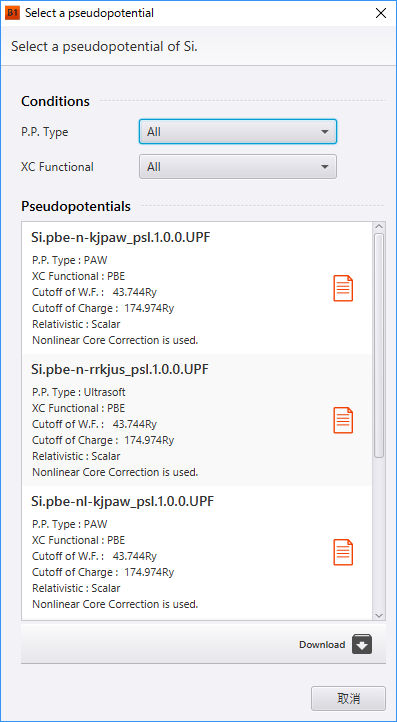 B1 Select a pseudopotential
Select a pseudopotential of Si.
Conditions
P.P. Type All
XC Functional All
Pseudopotentials
Si.pbe-n-kjpaw_psl.1.0.0.UPF
P.P. Type : PAW
XC Functional : PBE
Cutoff of W.F. : 43.744Ry
Cutoff of Charge : 174.974Ry
Relativistic : Scalar
Nonlinear Core Correction is used.
Si.pbe-n-rrkjus_psl.1.0.0.UPF
P.P. Type : Ultrasoft
XC Functional : PBE
Cutoff of W.F. : 43.744Ry
Cutoff of Charge : 174.974Ry
Relativistic : Scalar
Nonlinear Core Correction is used.
Si.pbe-nl-kjpaw_psl.1.0.0.UPF
P.P. Type : PAW
XC Functional : PBE
Cutoff of W.F. : 43.744Ry
Cutoff of Charge : 174.974Ry
Relativistic : Scalar
Nonlinear Core Correction is used.
Download
取消